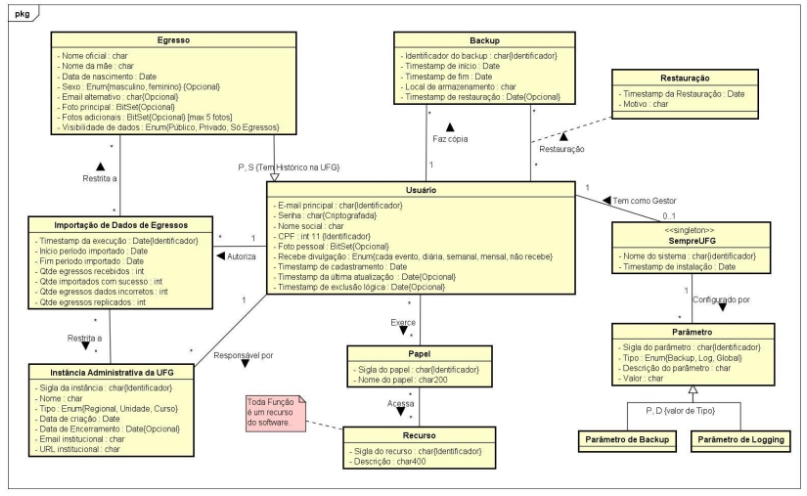 pkg
Egresso
- Nome oficial : char
- Nome da mãe : char
- Data de nascimento : Date
- Sexo : Enum{masculino, feminino} {Opcional}
- Email alternativo : char{Opcional}
- Foto principal : BitSet{Opcional}
- Fotos adicionais : BitSet{Opcional} [max 5 fotos]
- Visibilidade de dados : Enum{Público, Privado, Só Egressos}
Backup
- Identificador do backup : char{Identificador}
- Timestamp de início : Date
- Timestamp de fim : Date
- Local de armazenamento : char
- Timestamp de restauração : Date{Opcional}
Restauração
- Timestamp da Restauração : Date
- Motivo : char
*
*
*
Faz cópia
Restauração
1
*
P, S {Tem Histórico na UFG}
Restrita a
*
Usuário
- E-mail principal : char{Identificador}
- Senha : char{Criptografada}
- Nome social : char
- CPF : int 11 {Identificador}
- Foto pessoal : BitSet{Opcional}
- Recebe divulgação : Enum{cada evento, diária, semanal, mensal, não recebe}
- Timestamp de cadastramento : Date
- Timestamp da última atualização : Date{Opcional}
- Timestamp de exclusão lógica : Date{Opcional}
1
Tem como Gestor
0..1
<<singleton>>
SempreUFG
- Nome do sistema : char{Identificador}
- Timestamp de instalação : Date
Importação de Dados de Egressos
- Timestamp da execução : Date{Identificador}
- Início período importado : Date
- Fim período importado : Date
- Qtde egressos recebidos : int
- Qtde importados com sucesso : int
- Qtde egressos dados incorretos : int
- Qtde egressos replicados : int
*
1
Autoriza
1
*
1
Configurado por
*
*
Restrita a
*
*
Responsável por
Exerce
*
Instância Administrativa da UFG
- Sigla da instância : char{Identificador}
- Nome : char
- Tipo : Enum{Regional, Unidade, Curso}
- Data de criação : Date
- Data de Encerramento : Date{Opcional}
- Email institucional : char
- URL institucional : char
Papel
- Sigla do papel : char{Identificador}
- Nome do papel : char200
*
Acessa
*
Toda Função
é um recurso
do software.
Recurso
- Sigla do recurso : char{Identificador}
- Descrição : char400
Parâmetro
- Sigla do parâmetro : char{Identificador}
- Tipo : Enum{Backup, Log, Global}
- Descrição do parâmetro : char
- Valor : char
P, D {valor de Tipo}
Parâmetro de Backup
Parâmetro de Logging